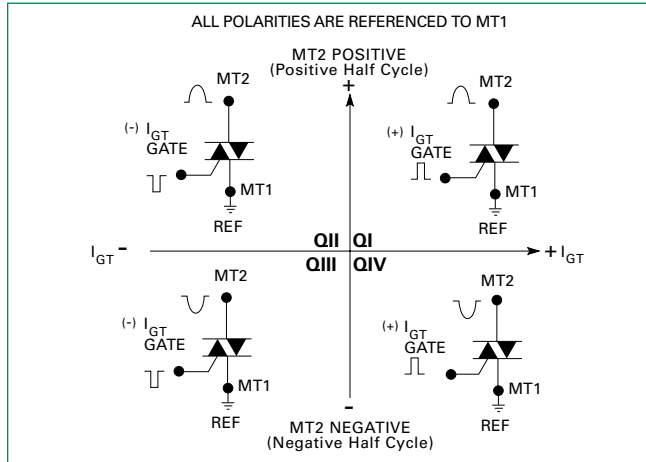 ALL POLARITIES ARE REFERENCED TO MT1
MT2 POSITIVE
(Positive Half Cycle)
+
MT2
(-) IGT
GATE
MT1
REF
MT2
(+) IGT
GATE
MT1
REF
IGT -
QII QI
QIII QIV
+ IGT
MT2
(-) IGT
GATE
MT1
REF
MT2
(+) IGT
GATE
MT1
REF
-
MT2 NEGATIVE
(Negative Half Cycle)